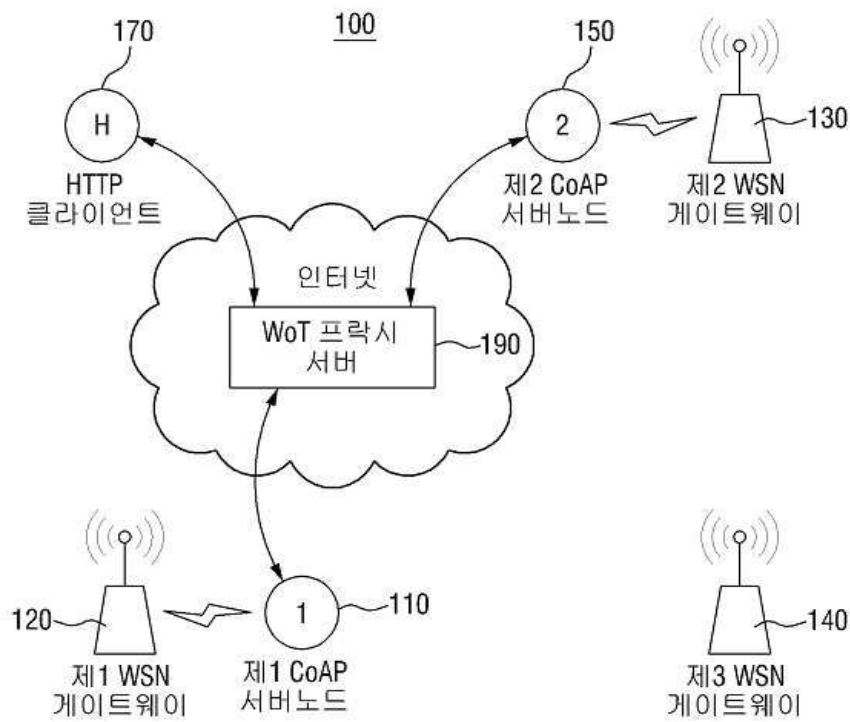 100
170
H
HTTP
클라이언트
150
2
제2 CoAP
서버노드
130
제2 WSN
게이트웨이
인터넷
WoT 프락시
서버
190
120
제1 WSN
게이트웨이
1
110
제1 CoAP
서버노드
140
제3 WSN
게이트웨이